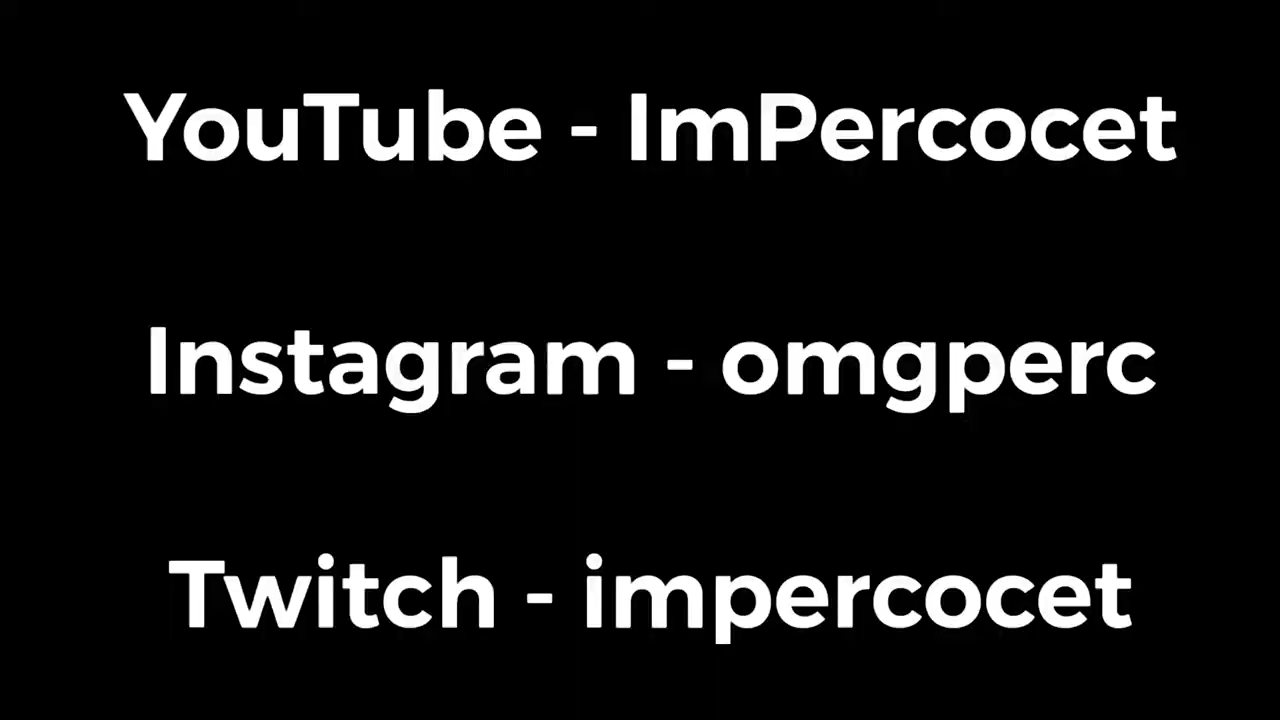 YouTube - ImPercocet
Instagram - omgperc
Twitch - impercocet